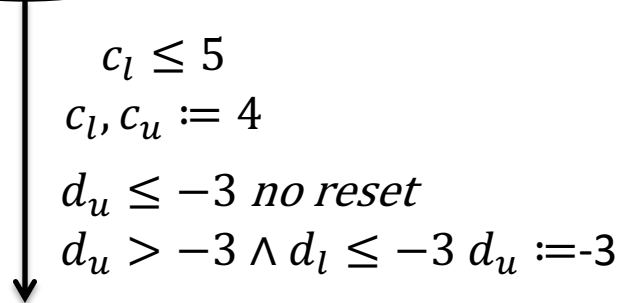 c_l ≤ 5
c_l, c_u ≔ 4
d_u ≤ −3 no reset
d_u > −3 ∧ d_l ≤ −3 d_u ≔-3